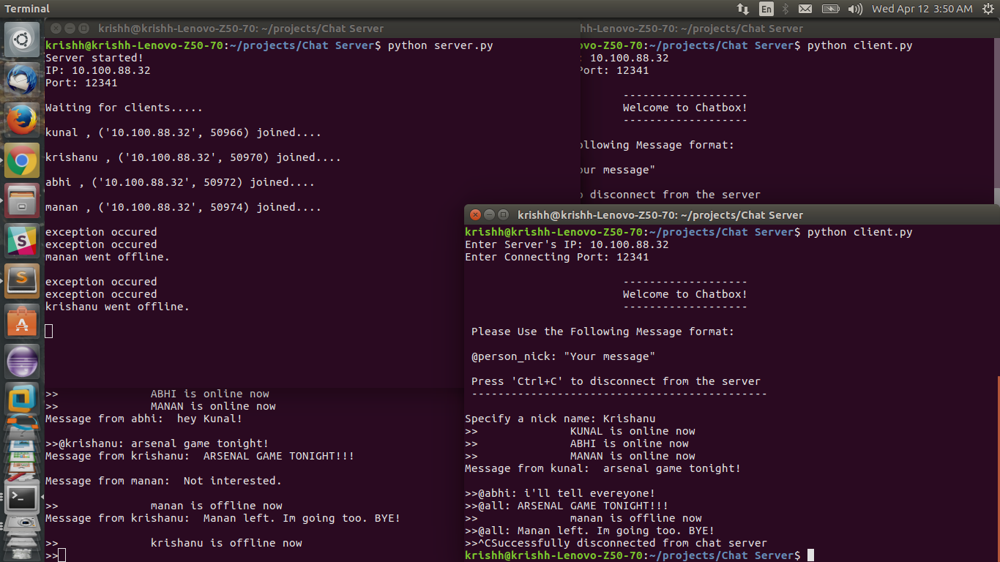 Terminal
En
Wed Apr 12 3:50 AM
krishh@krishh-Lenovo-Z50-70: ~/projects/Chat Server
krishh@krishh-Lenovo-Z50-70:~/projects/Chat Server$ python server.py
Server started!
IP: 10.100.88.32
Port: 12341
Waiting for clients.....
kunal , ('10.100.88.32', 50966) joined....
krishanu , ('10.100.88.32', 50970) joined....
abhi , ('10.100.88.32', 50972) joined....
manan , ('10.100.88.32', 50974) joined....
exception occured
exception occured
manan went offline.
exception occured
exception occured
krishanu went offline.
hh-Lenovo-Z50-70: ~/projects/Chat Server
ovo-Z50-70:~/projects/Chat Server$ python client.py
: 10.100.88.32
Port: 12341
-------------------
Welcome to Chatbox!
-------------------
ollowing Message format:
our message"
o disconnect from the server
>> ABHI is online now
>> MANAN is online now
Message from abhi:  hey Kunal!
>>@krishanu: arsenal game tonight!
Message from krishanu:  ARSENAL GAME TONIGHT!!!
Message from manan:  Not interested.
>> manan is offline now
Message from krishanu:  Manan left. Im going too. BYE!
>> krishanu is offline now
>>
krishh@krishh-Lenovo-Z50-70: ~/projects/Chat Server
krishh@krishh-Lenovo-Z50-70:~/projects/Chat Server$ python client.py
Enter Server's IP: 10.100.88.32
Enter Connecting Port: 12341
-------------------
Welcome to Chatbox!
-------------------
Please Use the Following Message format:
@person_nick: "Your message"
Press 'Ctrl+C' to disconnect from the server
---------------------------------------------
Specify a nick name: Krishanu
>> KUNAL is online now
>> ABHI is online now
>> MANAN is online now
Message from kunal:  arsenal game tonight!
>>@abhi: i'll tell evereyone!
>>@all: ARSENAL GAME TONIGHT!!!
>> manan is offline now
>>@all: Manan left. Im going too. BYE!
>>^CSuccessfully disconnected from chat server
krishh@krishh-Lenovo-Z50-70:~/projects/Chat Server$